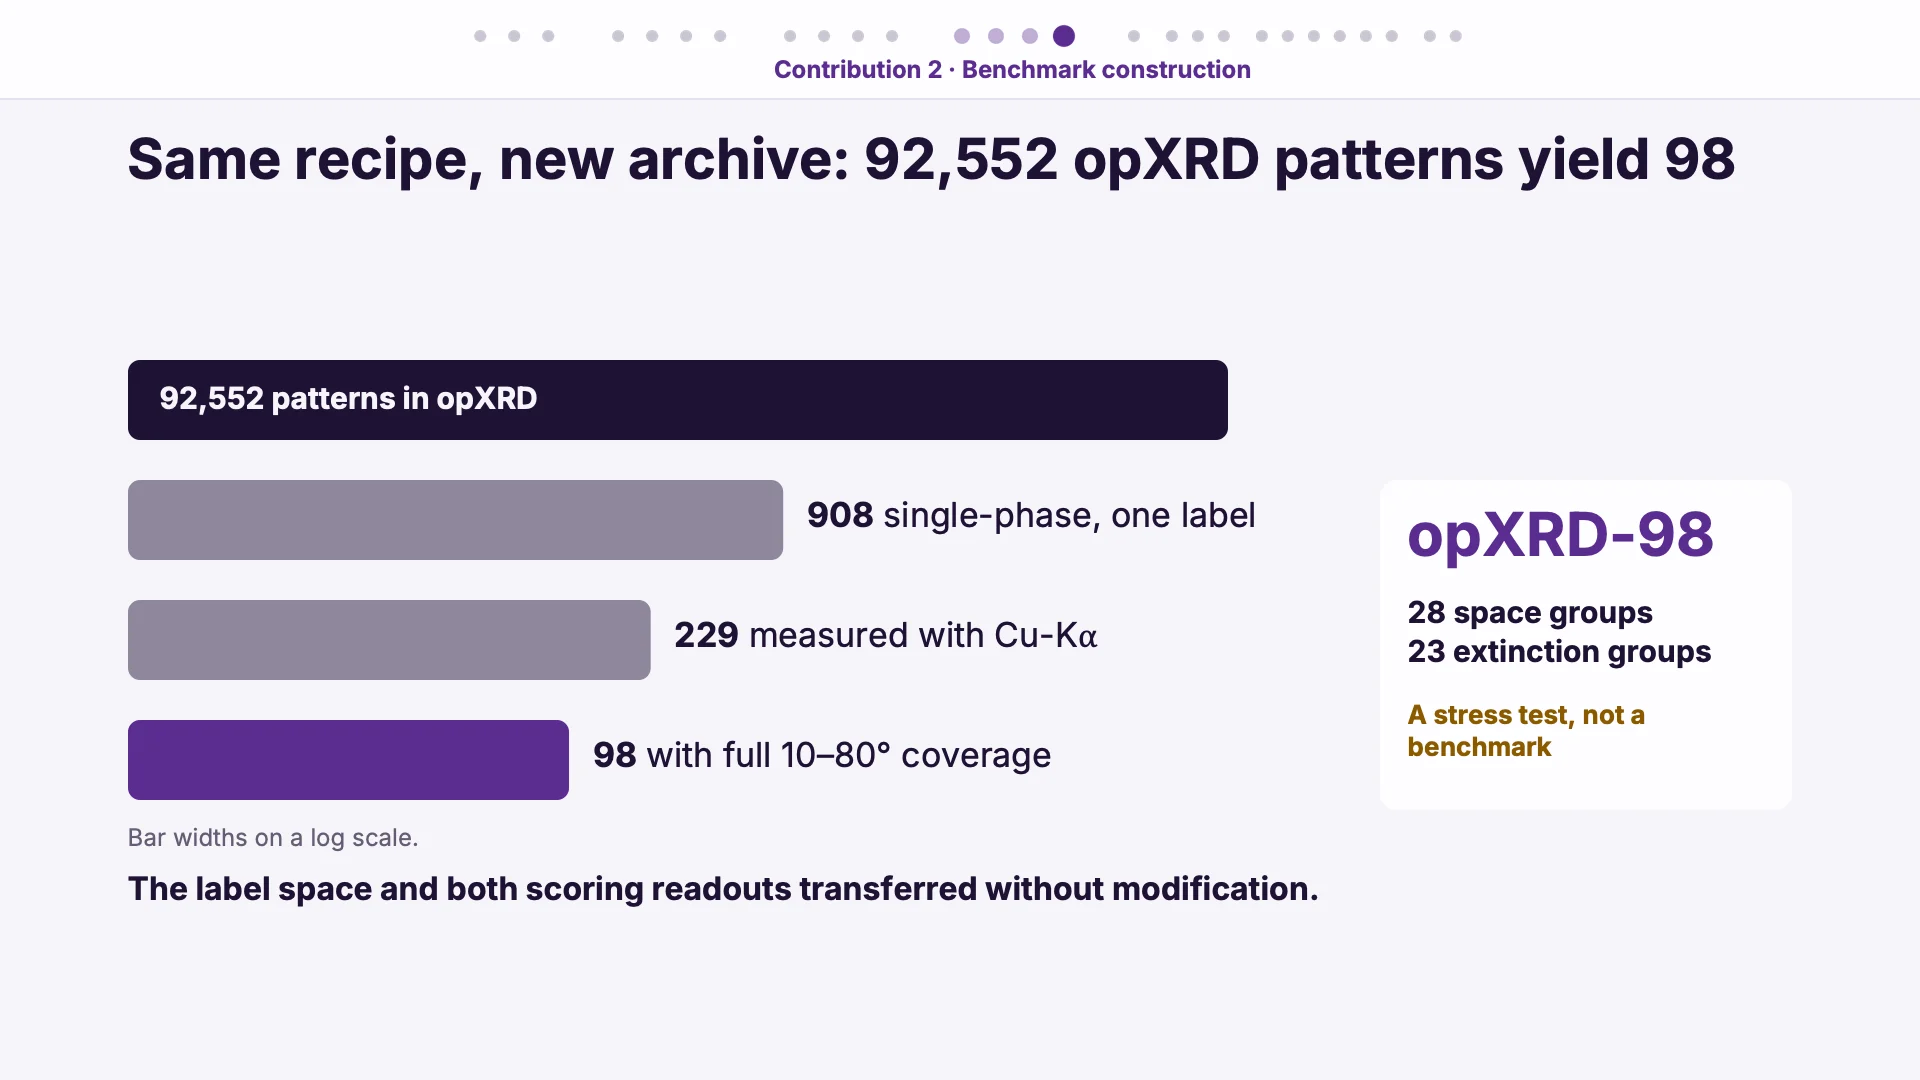 Contribution 2 · Benchmark construction
Same recipe, new archive: 92,552 opXRD patterns yield 98
92,552 patterns in opXRD
908 single-phase, one label
229 measured with Cu-Kα
98 with full 10–80° coverage
Bar widths on a log scale.
The label space and both scoring readouts transferred without modification.
opXRD-98
28 space groups
23 extinction groups
A stress test, not a
benchmark